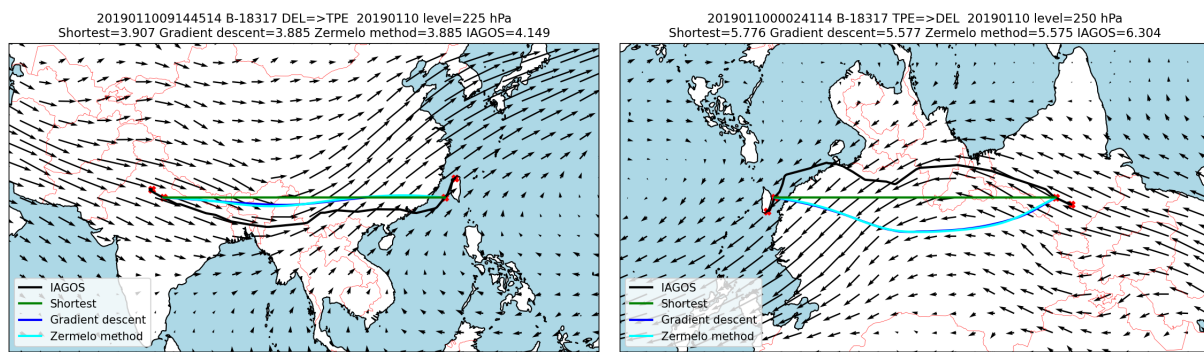 2019011009144514 B-18317 DEL=>TPE 20190110 level=225 hPa
Shortest=3.907 Gradient descent=3.885 Zermelo method=3.885 IAGOS=4.149
IAGOS
Shortest
Gradient descent
Zermelo method
2019011000024114 B-18317 TPE=>DEL 20190110 level=250 hPa
Shortest=5.776 Gradient descent=5.577 Zermelo method=5.575 IAGOS=6.304
IAGOS
Shortest
Gradient descent
Zermelo method